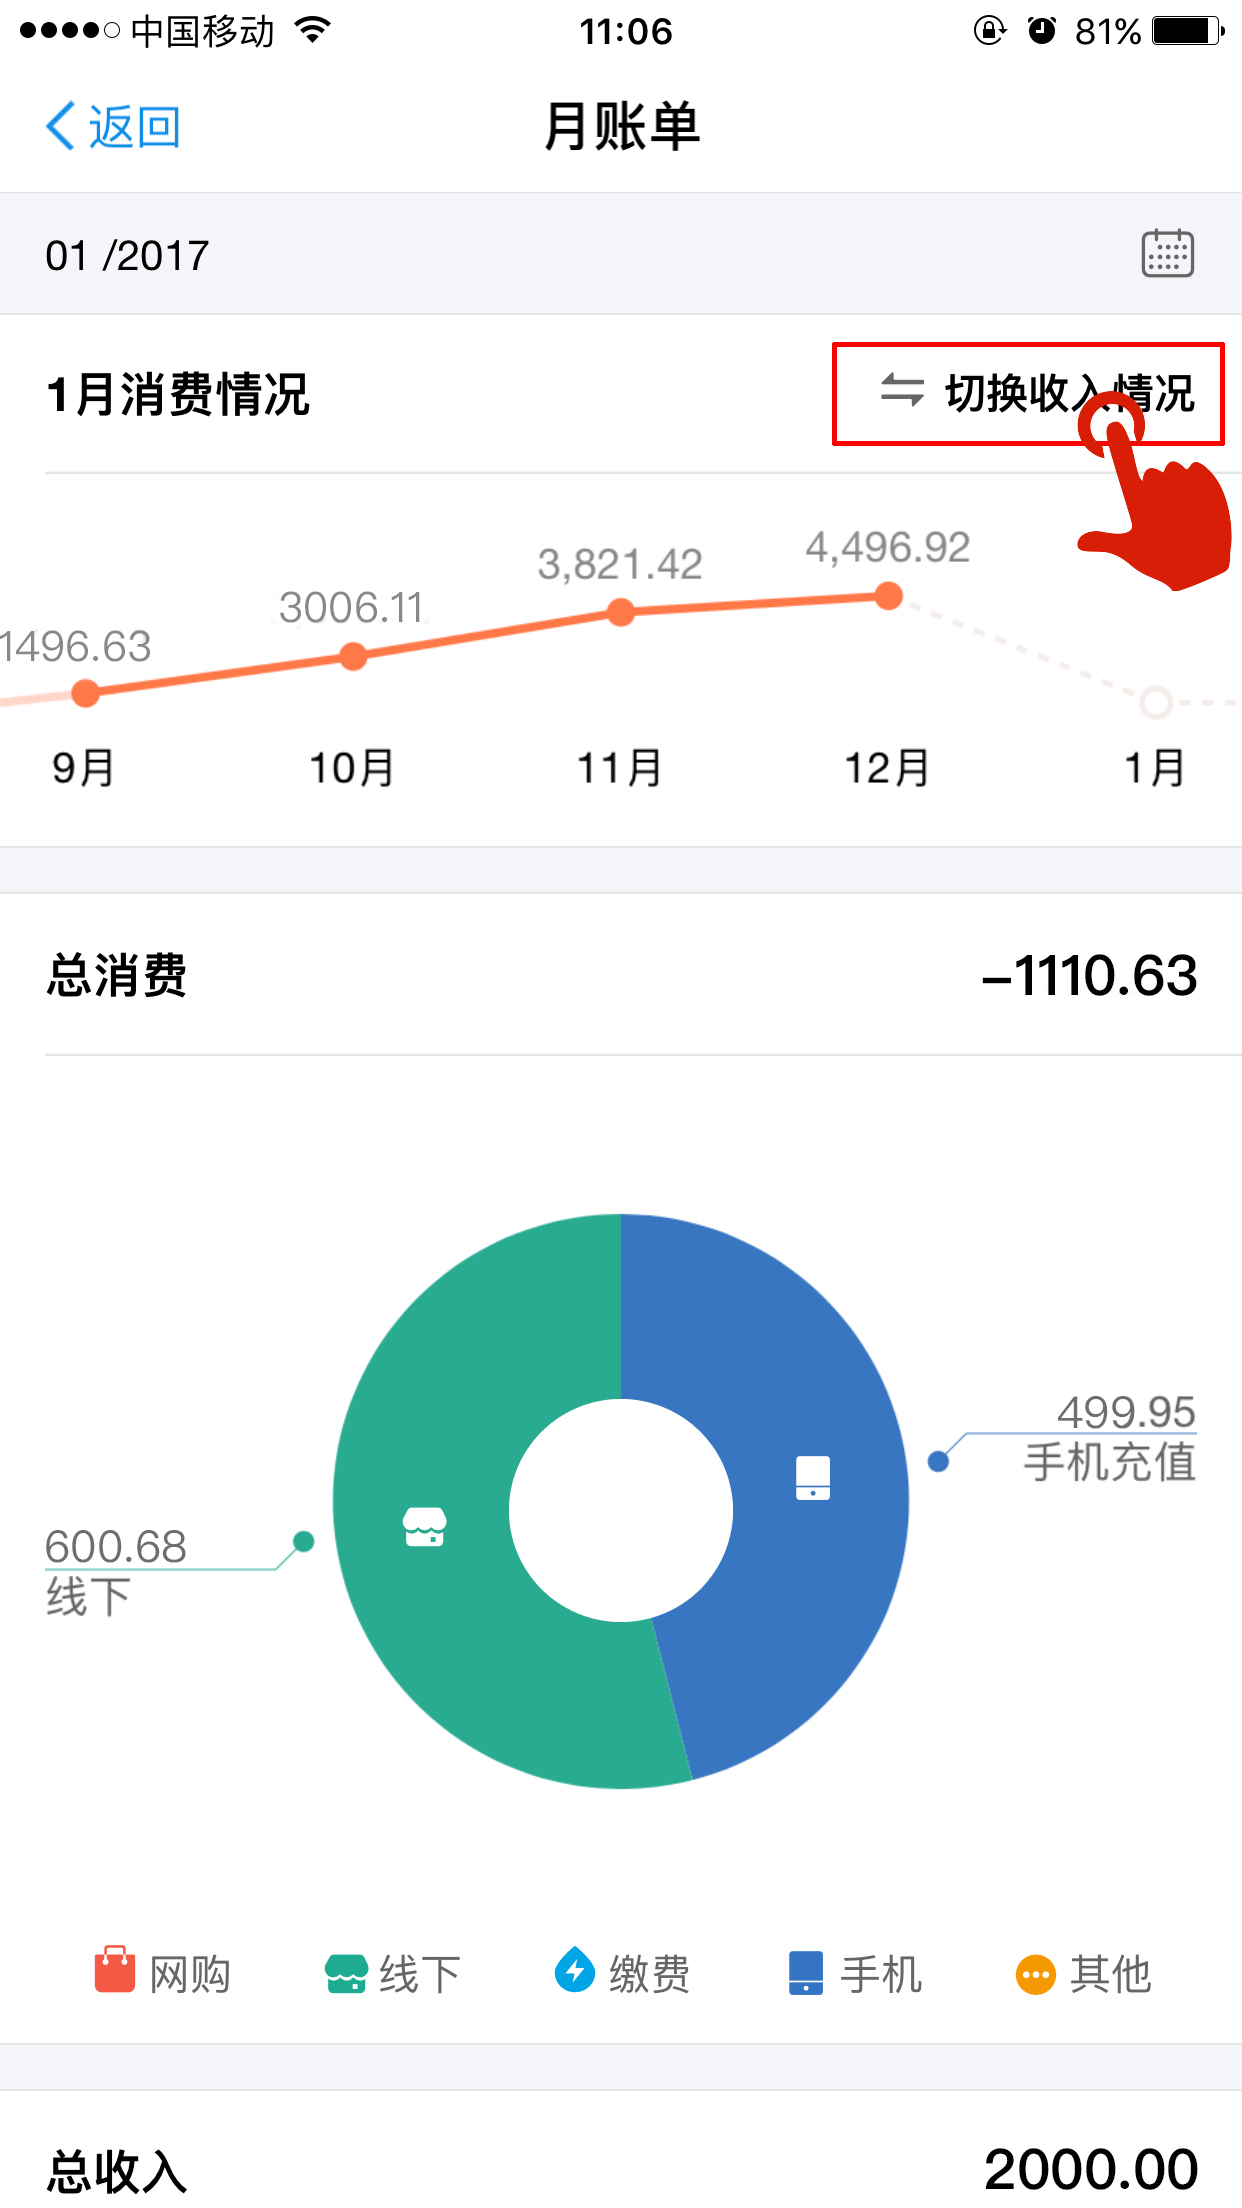 中国移动 11:06 81%
返回 月账单
01 /2017
1月消费情况 切换收入情况
1496.63 3006.11 3,821.42 4,496.92
9月 10月 11月 12月 1月
总消费 -1110.63
499.95
手机充值
600.68
线下
网购 线下 缴费 手机 其他
总收入 2000.00